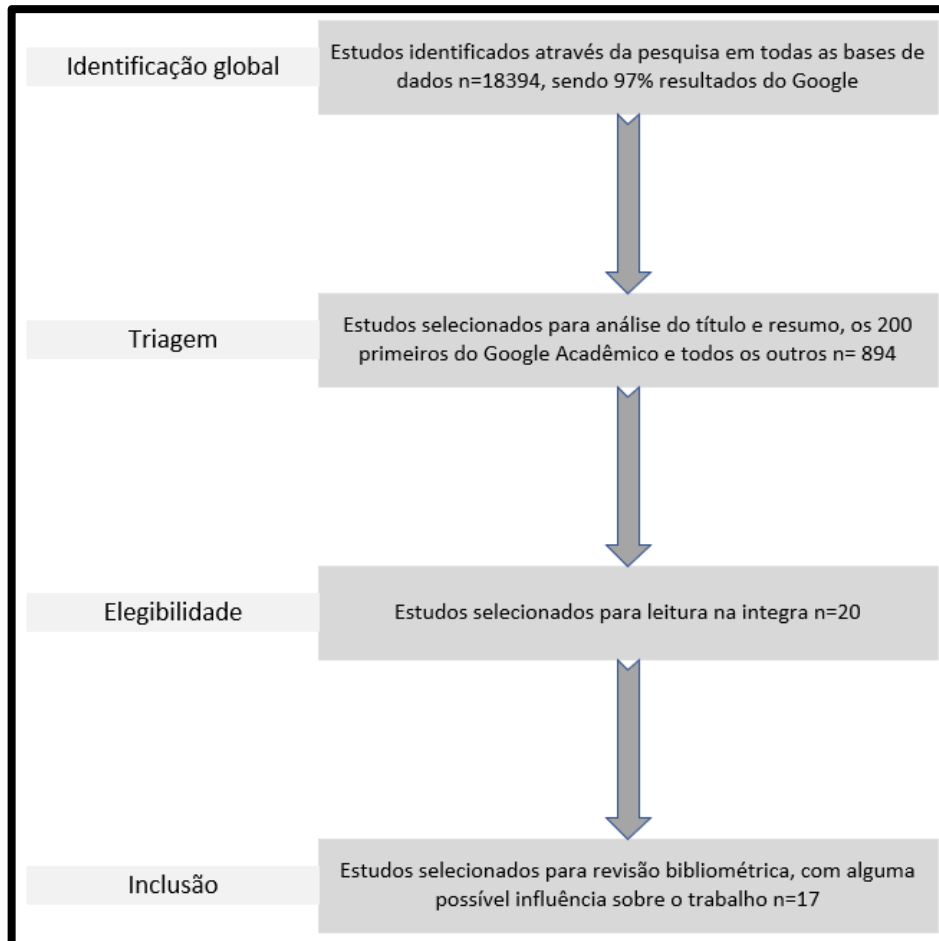 Identificação global
Estudos identificados através da pesquisa em todas as bases de
dados n=18394, sendo 97% resultados do Google
Triagem
Estudos selecionados para análise do título e resumo, os 200
primeiros do Google Acadêmico e todos os outros n= 894
Elegibilidade
Estudos selecionados para leitura na integra n=20
Inclusão
Estudos selecionados para revisão bibliométrica, com alguma
possível influência sobre o trabalho n=17